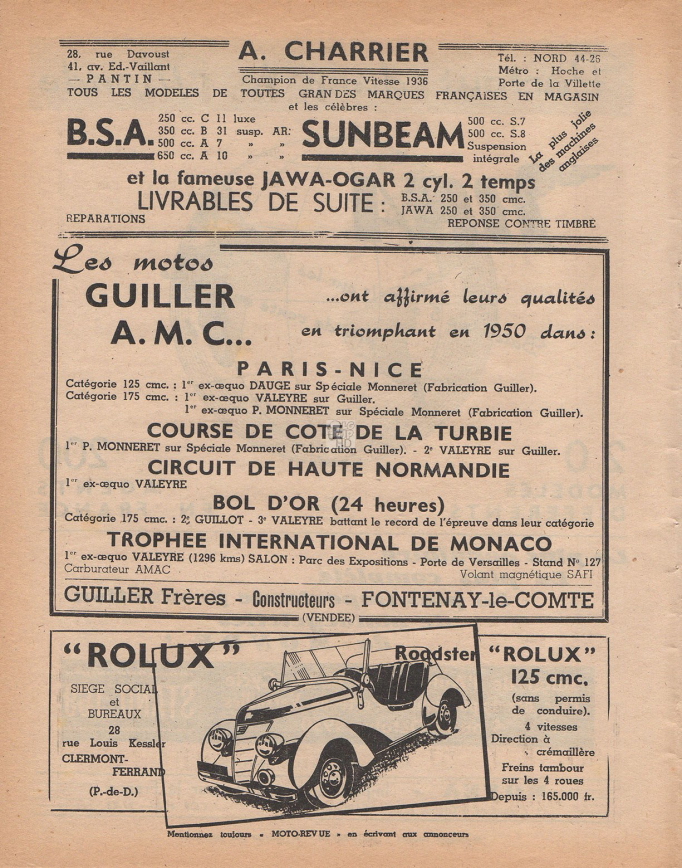 28. rue Davoust
41, av. Ed.-Vaillant
— PANTIN —
A. CHARRIER
Champion de France Vitesse 1936
Tél. : NORD 44-26
Métro : Hoche et
Porte de la Villette
TOUS LES MODELES DE TOUTES GRANDES MARQUES FRANÇAISES EN MAGASIN
et les célèbres :
B.S.A.
250 cc. C 11 luxe
350 cc. B 31 susp. AR:
500 cc. A 7 » »
650 cc. A 10 » »
SUNBEAM
500 cc. S.7
500 cc. S.8
Suspension
intégrale
La plus jolie
des machines
anglaises
et la fameuse JAWA-OGAR 2 cyl. 2 temps
LIVRABLES DE SUITE :
B.S.A. 250 et 350 cmc.
JAWA 250 et 350 cmc.
REPARATIONS
REPONSE CONTRE TIMBRE
Les motos
GUILLER
A. M. C...
...ont affirmé leurs qualités
en triomphant en 1950 dans :
PARIS-NICE
Catégorie 125 cmc. : 1er ex-œquo DAUGE sur Spéciale Monneret (Fabrication Guiller).
Catégorie 175 cmc. : 1er ex-œquo VALEYRE sur Guiller.
1er ex-œquo P. MONNERET sur Spéciale Monneret (Fabrication Guiller).
COURSE DE COTE DE LA TURBIE
1er P. MONNERET sur Spéciale Monneret (Fabrication Guiller). - 2e VALEYRE sur Guiller.
CIRCUIT DE HAUTE NORMANDIE
1er ex-œquo VALEYRE
BOL D'OR (24 heures)
Catégorie 175 cmc. : 2e GUILLOT - 3e VALEYRE battant le record de l'épreuve dans leur catégorie
TROPHEE INTERNATIONAL DE MONACO
1er ex-œquo VALEYRE (1296 kms) SALON : Parc des Expositions - Porte de Versailles - Stand No 127
Carburateur AMAC
Volant magnétique SAFI
GUILLER Frères - Constructeurs - FONTENAY-le-COMTE
(VENDEE)
"ROLUX"
SIEGE SOCIAL
et
BUREAUX
28
rue Louis Kessler
CLERMONT-
FERRAND
(P.-de-D.)
Roadster
"ROLUX"
125 cmc.
(sans permis
de conduire).
4 vitesses
Direction à
crémaillère
Freins tambour
sur les 4 roues
Depuis : 165.000 fr.
Mentionnez toujours « MOTO-REVUE » en écrivant aux annonceurs